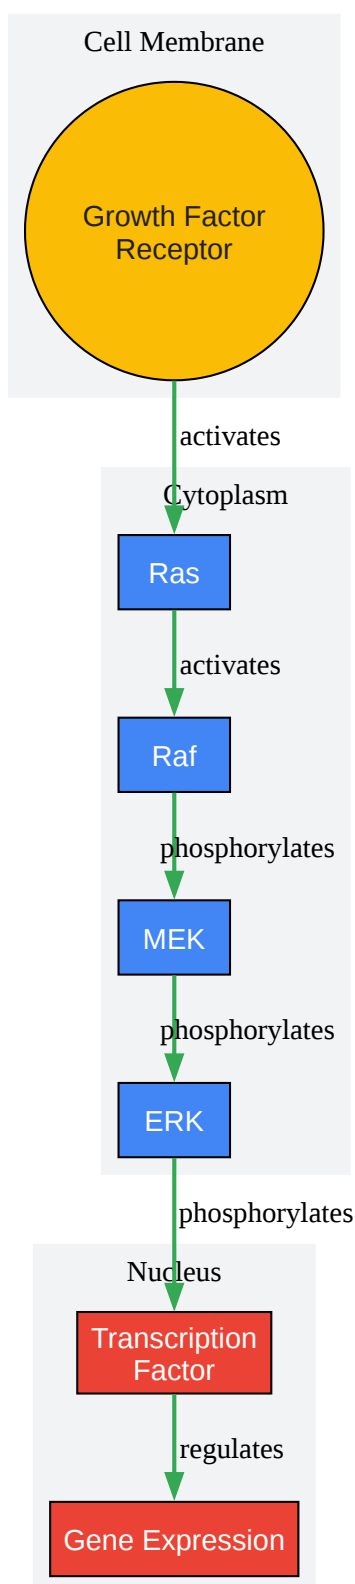 Cell Membrane
Growth Factor
Receptor
activates
Cytoplasm
Ras
activates
Raf
phosphorylates
MEK
phosphorylates
ERK
phosphorylates
Nucleus
Transcription
Factor
regulates
Gene Expression